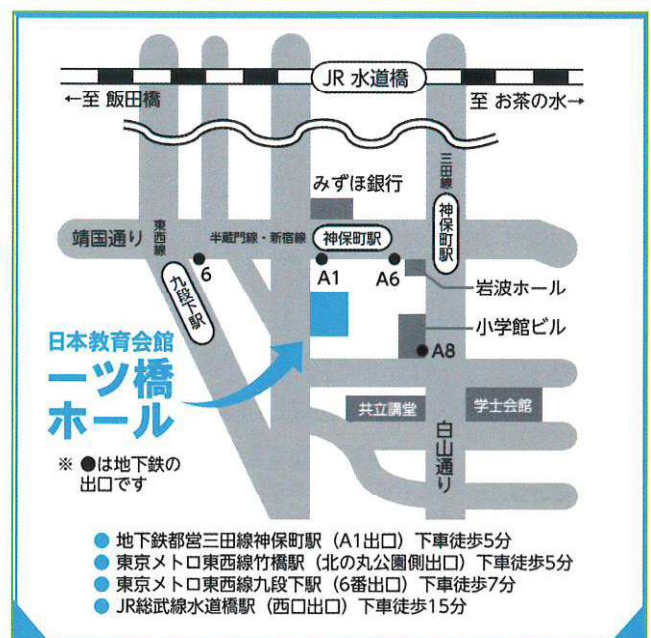 JR 水道橋
←至 飯田橋
至 お茶の水→
みずほ銀行
三田線
神保町駅
靖国通り
東西線
半蔵門線・新宿線
神保町駅
6
A1
A6
九段下駅
岩波ホール
小学館ビル
A8
日本教育会館
一ツ橋
ホール
共立講堂
学士会館
白山通り
※ ●は地下鉄の
出口です
● 地下鉄都営三田線神保町駅（A1出口）下車徒歩5分
● 東京メトロ東西線竹橋駅（北の丸公園側出口）下車徒歩5分
● 東京メトロ東西線九段下駅（6番出口）下車徒歩7分
● JR総武線水道橋駅（西口出口）下車徒歩15分